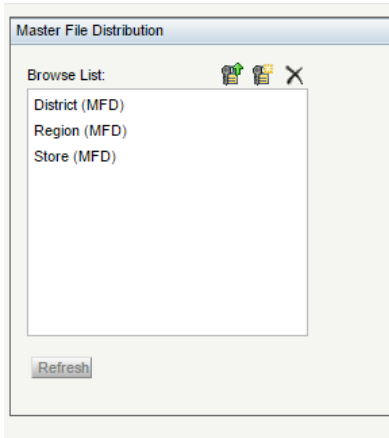 Master File Distribution
Browse List:
District (MFD)
Region (MFD)
Store (MFD)
Refresh